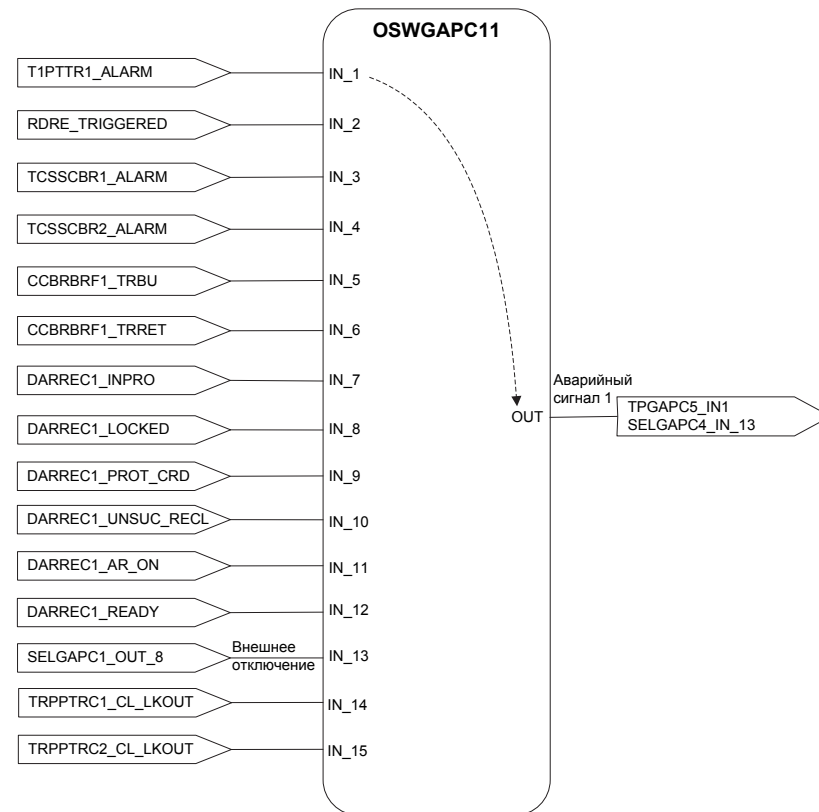 OSWGAPC11
T1PTTR1_ALARM
IN_1
RDRE_TRIGGERED
IN_2
TCSSCBR1_ALARM
IN_3
TCSSCBR2_ALARM
IN_4
CCBRBRF1_TRBU
IN_5
CCBRBRF1_TRRET
IN_6
DARREC1_INPRO
IN_7
DARREC1_LOCKED
IN_8
DARREC1_PROT_CRD
IN_9
DARREC1_UNSUC_RECL
IN_10
DARREC1_AR_ON
IN_11
DARREC1_READY
IN_12
SELGAPC1_OUT_8
Внешнее
отключение
IN_13
TRPPTRC1_CL_LKOUT
IN_14
TRPPTRC2_CL_LKOUT
IN_15
OUT
Аварийный
сигнал 1
TPGAPC5_IN1
SELGAPC4_IN_13